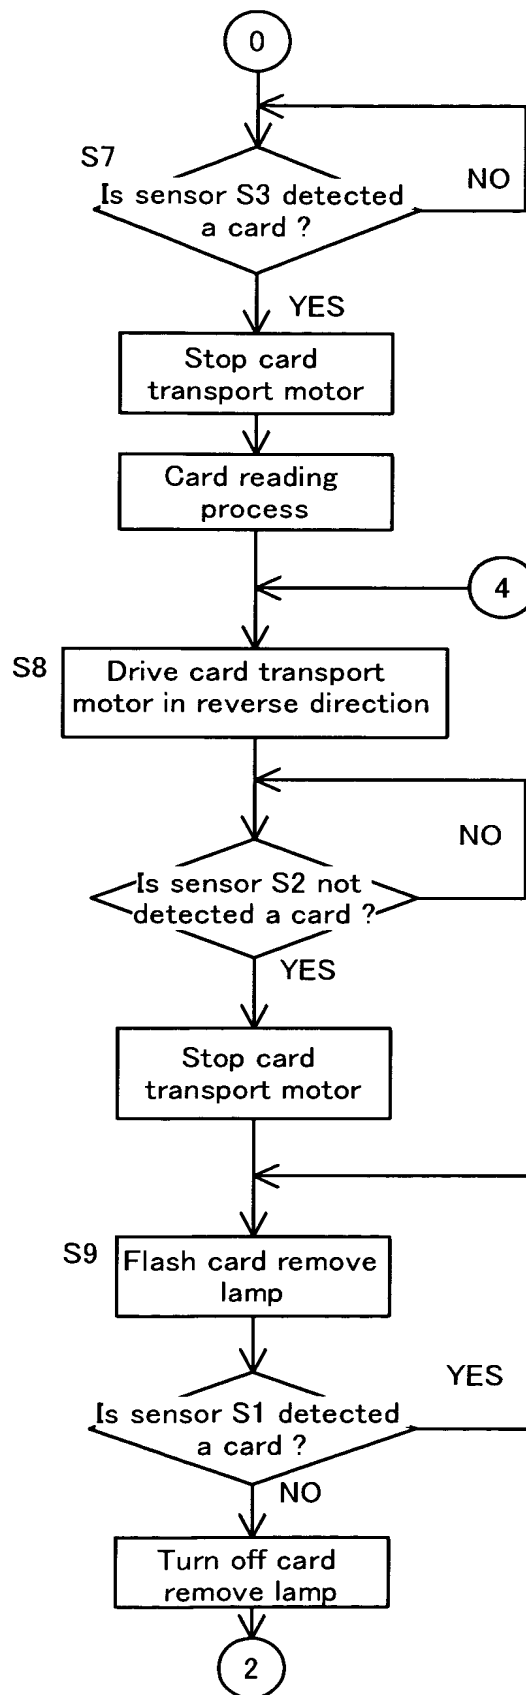 0
S7
Is sensor S3 detected
a card ?
NO
YES
Stop card
transport motor
Card reading
process
4
S8
Drive card transport
motor in reverse direction
NO
Is sensor S2 not
detected a card ?
YES
Stop card
transport motor
S9
Flash card remove
lamp
YES
Is sensor S1 detected
a card ?
NO
Turn off card
remove lamp
2